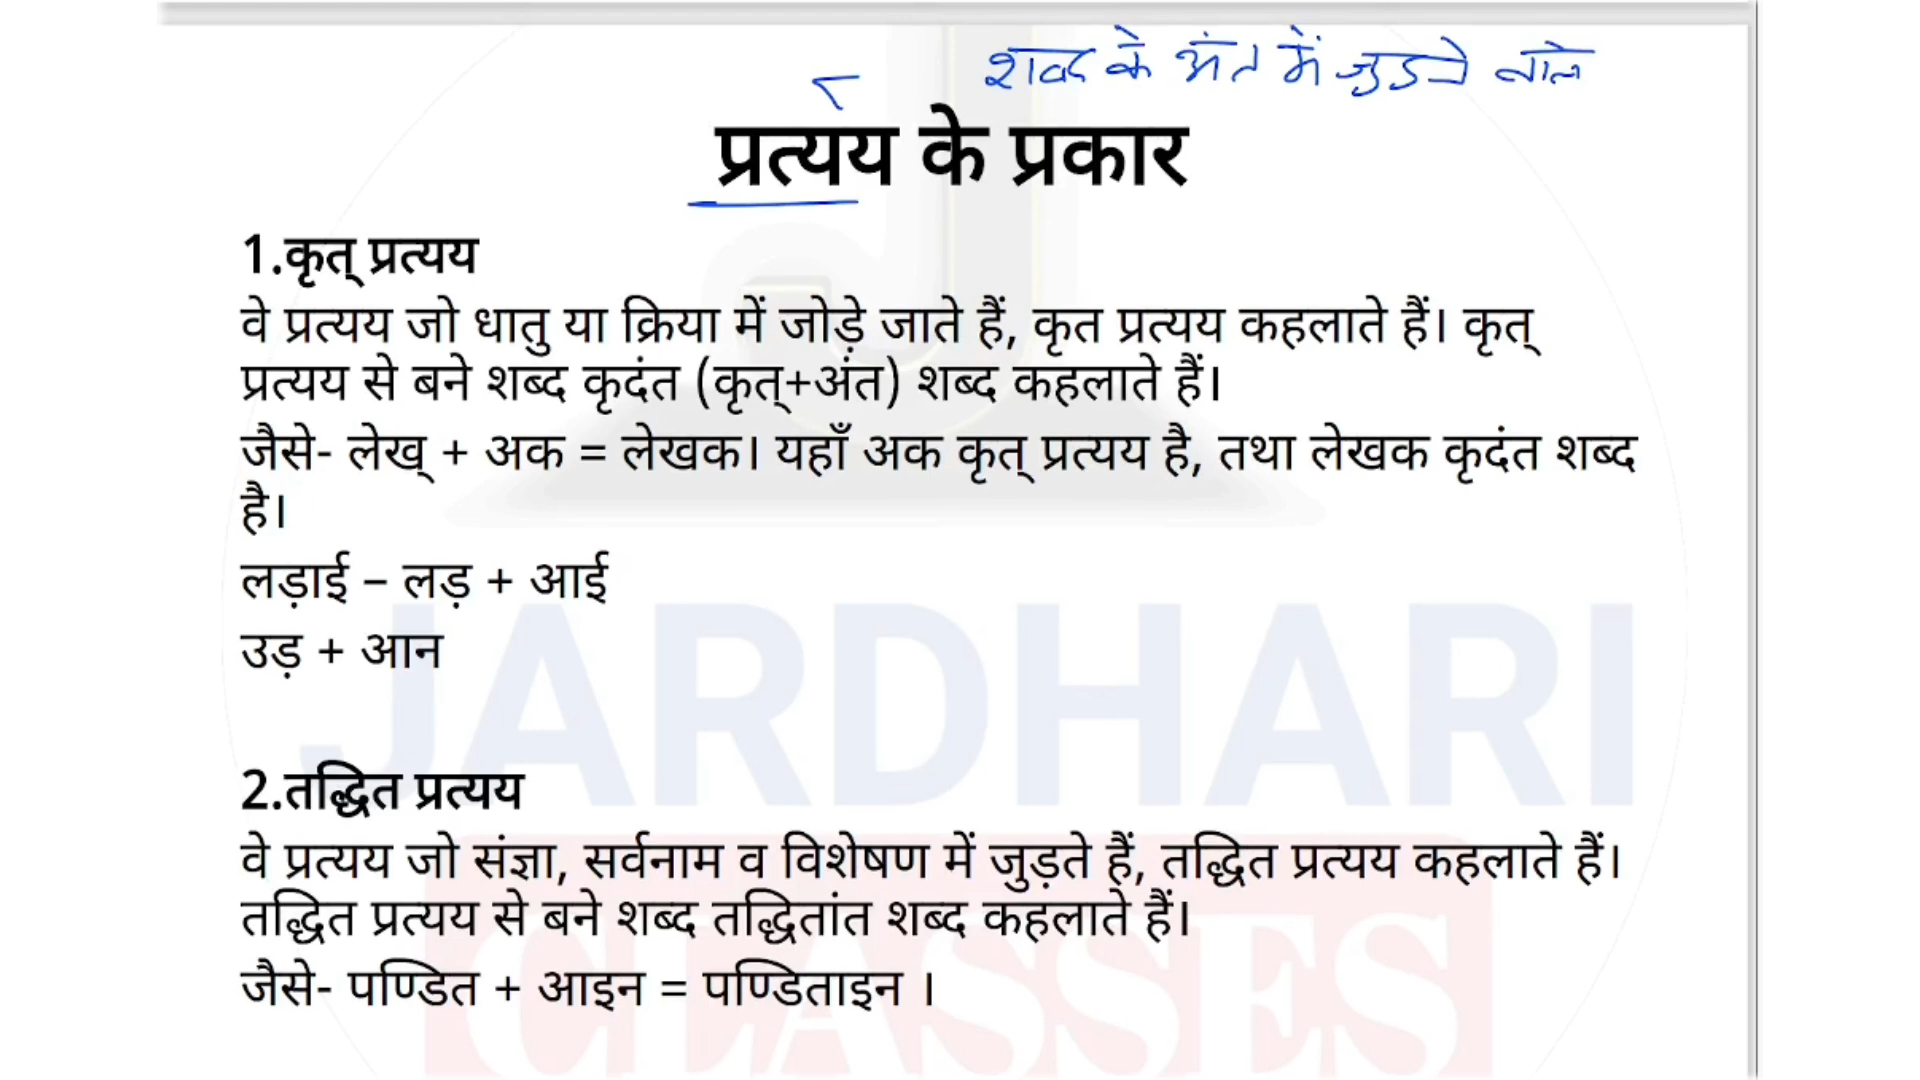 शब्द के अंत में जुड़ने वाले
प्रत्यय के प्रकार
1.कृत् प्रत्यय
वे प्रत्यय जो धातु या क्रिया में जोड़े जाते हैं, कृत प्रत्यय कहलाते हैं। कृत्
प्रत्यय से बने शब्द कृदंत (कृत्+अंत) शब्द कहलाते हैं।
जैसे- लेख् + अक = लेखक। यहाँ अक कृत् प्रत्यय है, तथा लेखक कृदंत शब्द
है।
लड़ाई – लड़ + आई
उड़ + आन
2.तद्धित प्रत्यय
वे प्रत्यय जो संज्ञा, सर्वनाम व विशेषण में जुड़ते हैं, तद्धित प्रत्यय कहलाते हैं।
तद्धित प्रत्यय से बने शब्द तद्धितांत शब्द कहलाते हैं।
जैसे- पण्डित + आइन = पण्डिताइन ।
JARDHARI
CLASSES